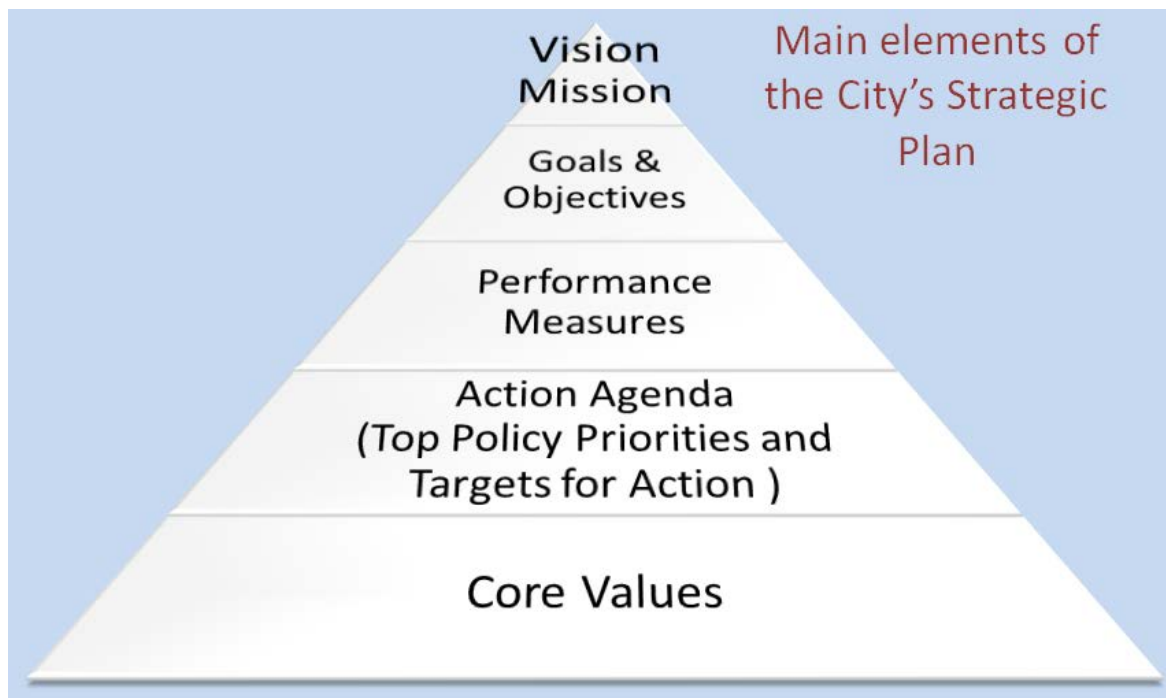 Main elements of
the City's Strategic
Plan
Vision
Mission
Goals &
Objectives
Performance
Measures
Action Agenda
(Top Policy Priorities and
Targets for Action )
Core Values